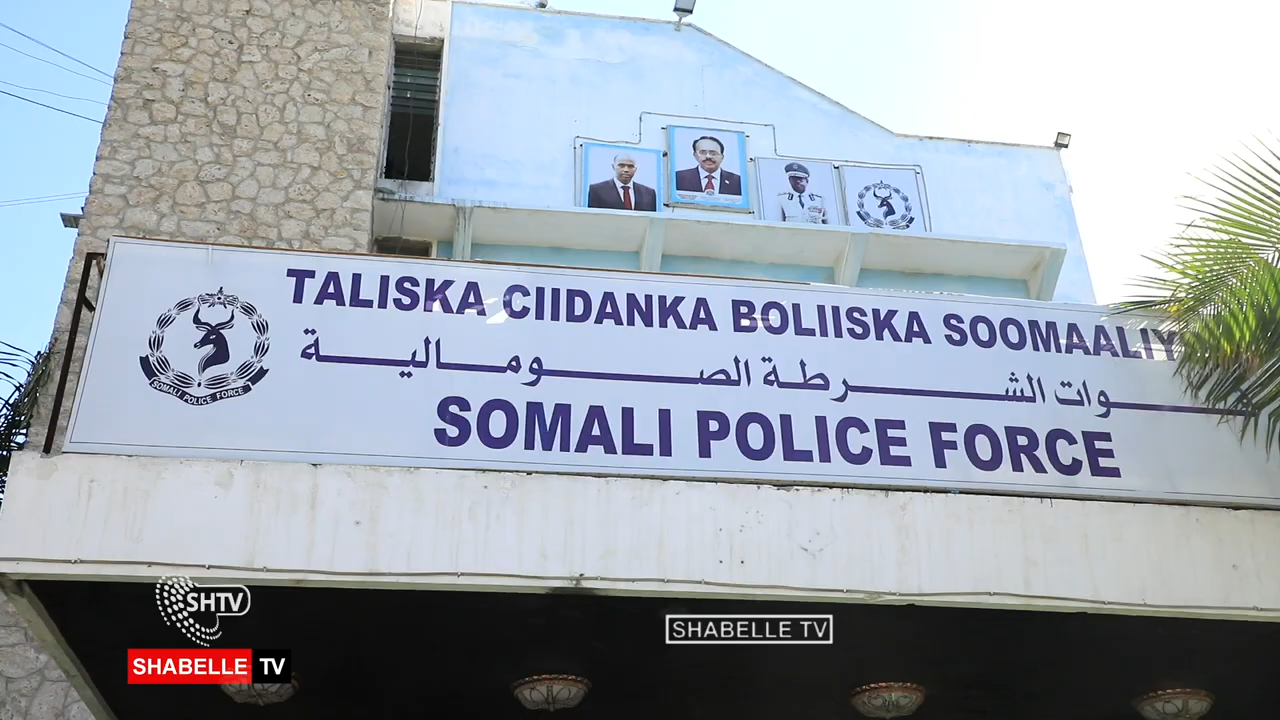 TALISKA CIIDANKA BOLIISKA SOOMAALIY
الشرطة الصومالية
SOMALI POLICE FORCE
SOMALI POLICE FORCE
SHTV
SHABELLE TV
SHABELLE TV